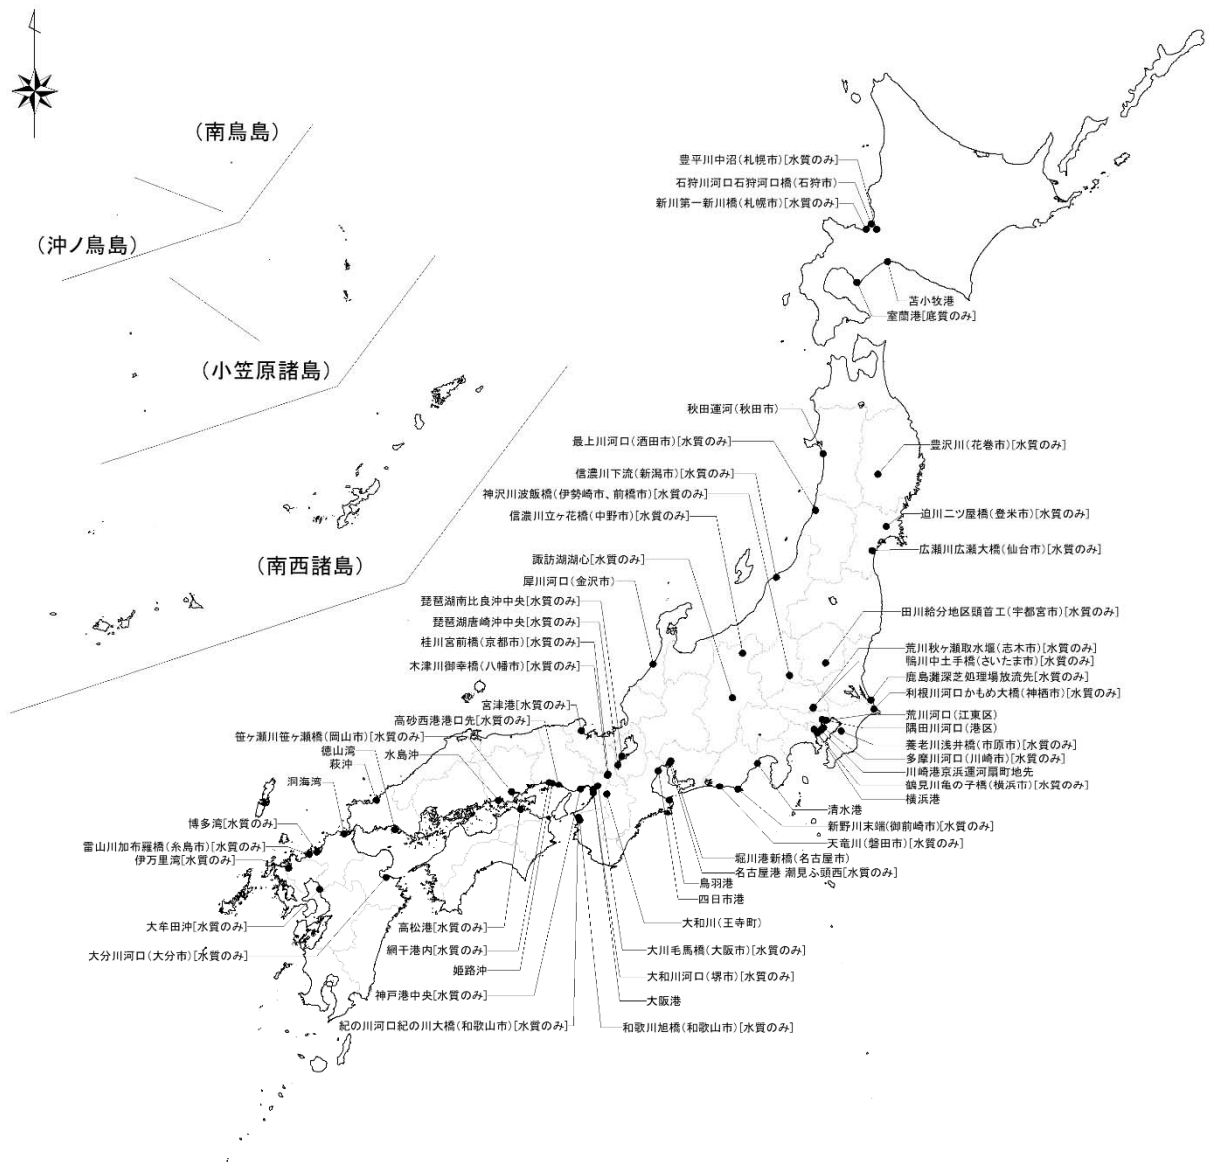 (南鳥島)
(沖ノ鳥島)
(小笠原諸島)
(南西諸島)
豊平川中沼(札幌市)[水質のみ]
石狩川河口石狩河口橋(石狩市)
新川第一新川橋(札幌市)[水質のみ]
苫小牧港
室蘭港[底質のみ]
秋田運河(秋田市)
最上川河口(酒田市)[水質のみ]
豊沢川(花巻市)[水質のみ]
信濃川下流(新潟市)[水質のみ]
神沢川波飯橋(伊勢崎市、前橋市)[水質のみ]
信濃川立ヶ花橋(中野市)[水質のみ]
迫川二ツ屋橋(登米市)[水質のみ]
広瀬川広瀬大橋(仙台市)[水質のみ]
諏訪湖湖心[水質のみ]
犀川河口(金沢市)
琵琶湖南比良沖中央[水質のみ]
琵琶湖唐崎沖中央[水質のみ]
桂川宮前橋(京都市)[水質のみ]
木津川御幸橋(八幡市)[水質のみ]
田川給分地区頭首工(宇都宮市)[水質のみ]
荒川秋ヶ瀬取水堰(志木市)[水質のみ]
鴨川中土手橋(さいたま市)[水質のみ]
鹿島灘深芝処理場放流先[水質のみ]
利根川河口かもめ大橋(神栖市)[水質のみ]
荒川河口(江東区)
隅田川河口(港区)
養老川浅井橋(市原市)[水質のみ]
多摩川河口(川崎市)[水質のみ]
川崎港京浜運河扇町地先
鶴見川亀の子橋(横浜市)[水質のみ]
横浜港
宮津港[水質のみ]
高砂西港港口先[水質のみ]
笹ヶ瀬川笹ヶ瀬橋(岡山市)[水質のみ]
徳山湾
水島沖
萩沖
洞海湾
博多湾[水質のみ]
雷山川加布羅橋(糸島市)[水質のみ]
伊万里湾[水質のみ]
清水港
新野川末端(御前崎市)[水質のみ]
天竜川(磐田市)[水質のみ]
堀川港新橋(名古屋市)
名古屋港 潮見ふ頭西[水質のみ]
鳥羽港
四日市港
大和川(王寺町)
大牟田沖[水質のみ]
大分川河口(大分市)[水質のみ]
高松港[水質のみ]
網干港内[水質のみ]
姫路沖
神戸港中央[水質のみ]
紀の川河口紀の川大橋(和歌山市)[水質のみ]
大川毛馬橋(大阪市)[水質のみ]
大和川河口(堺市)[水質のみ]
大阪港
和歌川旭橋(和歌山市)[水質のみ]